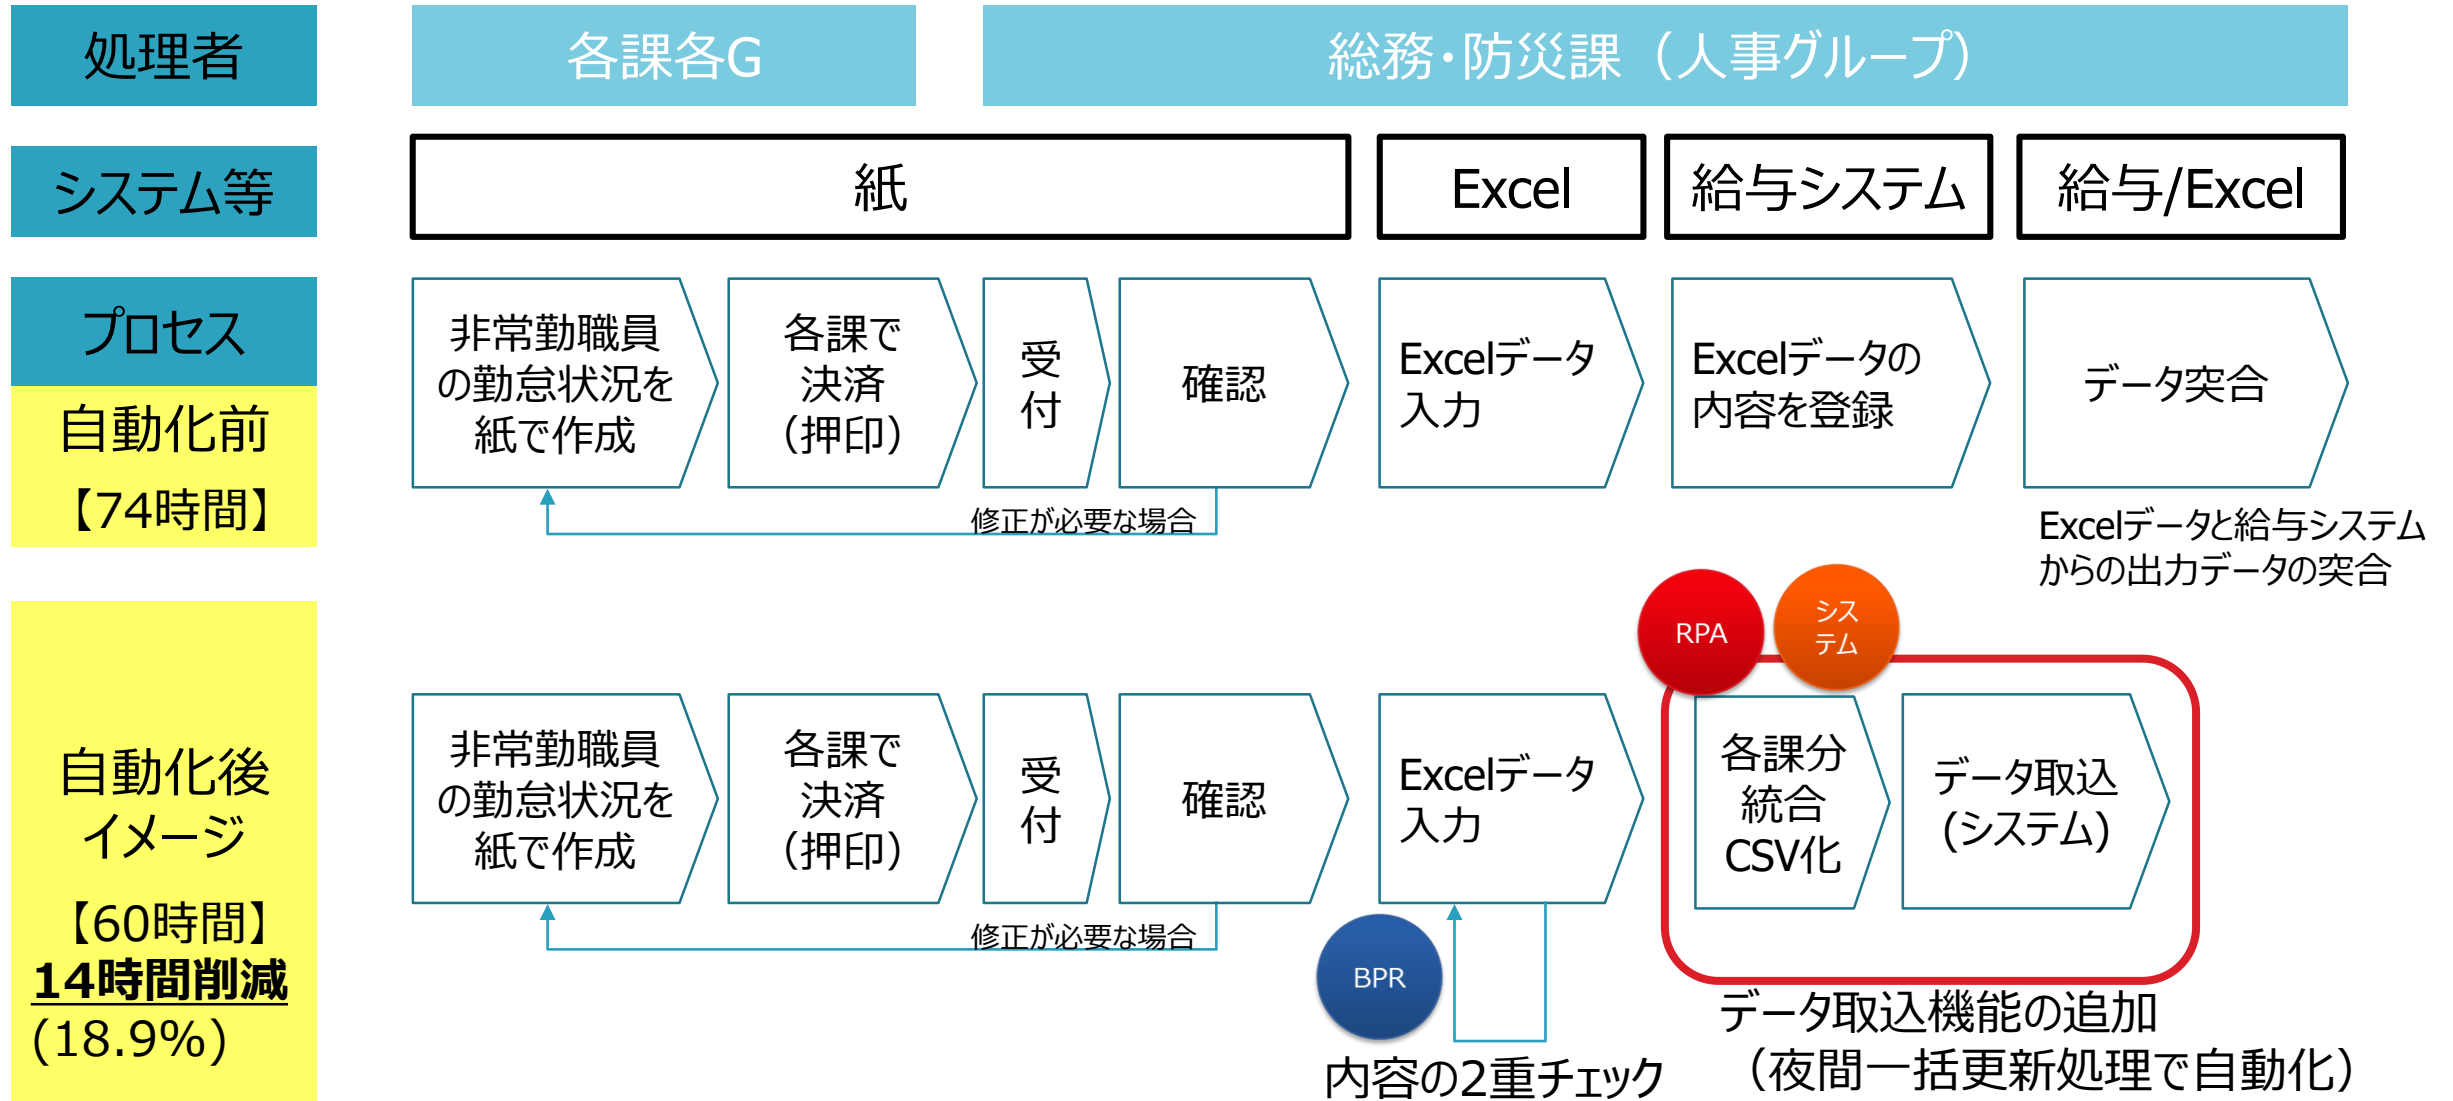 処理者
各課各G
総務・防災課（人事グループ）
システム等
紙
Excel
給与システム
給与/Excel
プロセス
自動化前
【74時間】
非常勤職員
の勤怠状況を
紙で作成
各課で
決済
（押印）
受
付
確認
Excelデータ
入力
Excelデータの
内容を登録
データ突合
修正が必要な場合
Excelデータと給与システム
からの出力データの突合
自動化後
イメージ
【60時間】
14時間削減
(18.9%)
非常勤職員
の勤怠状況を
紙で作成
各課で
決済
（押印）
受
付
確認
Excelデータ
入力
RPA
シス
テム
各課分
統合
CSV化
データ取込
(システム)
修正が必要な場合
BPR
内容の2重チェック
データ取込機能の追加
（夜間一括更新処理で自動化）